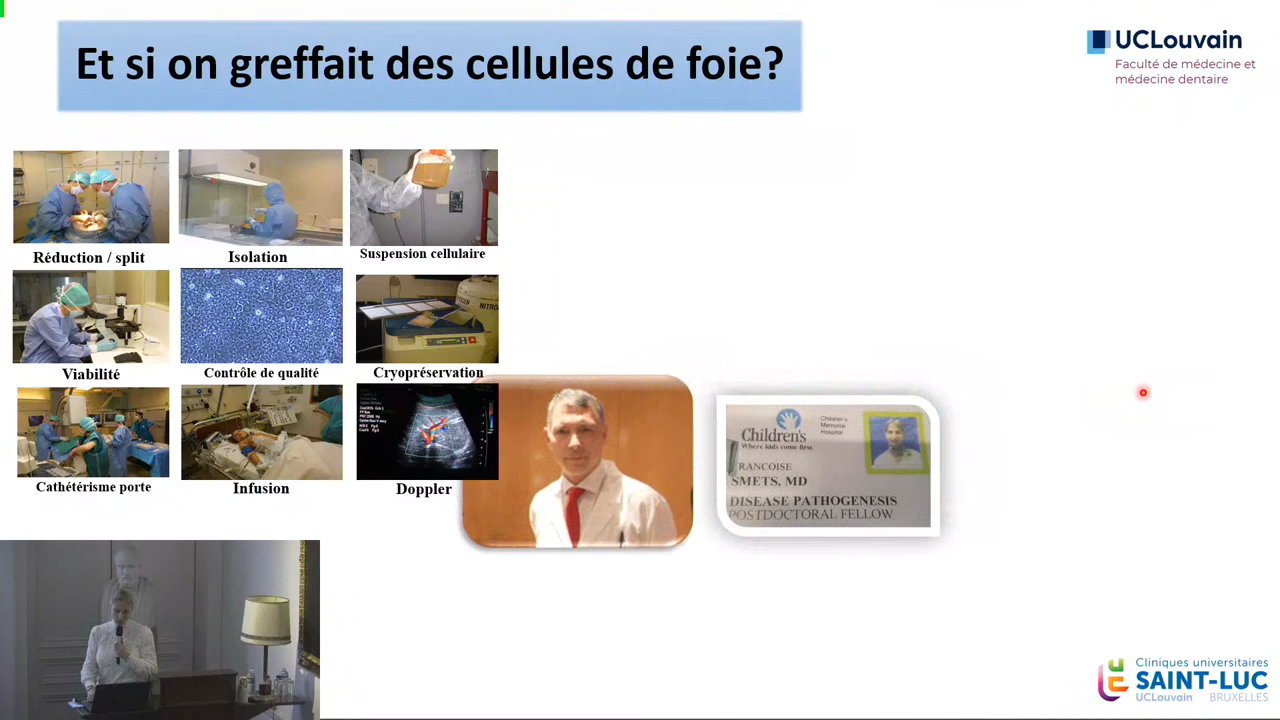 Et si on greffait des cellules de foie?
UCLouvain
Faculté de médecine et
médecine dentaire
Réduction / split
Isolation
Suspension cellulaire
Viabilité
Contrôle de qualité
Cryopréservation
Cathétérisme porte
Infusion
Doppler
NITRO
Children's
Where kids come first
Children's
Memorial
Hospital
RANCOISE
SMETS, MD
DISEASE PATHOGENESIS
POSTDOCTORAL FELLOW
Cliniques universitaires
SAINT-LUC
UCLouvain BRUXELLES